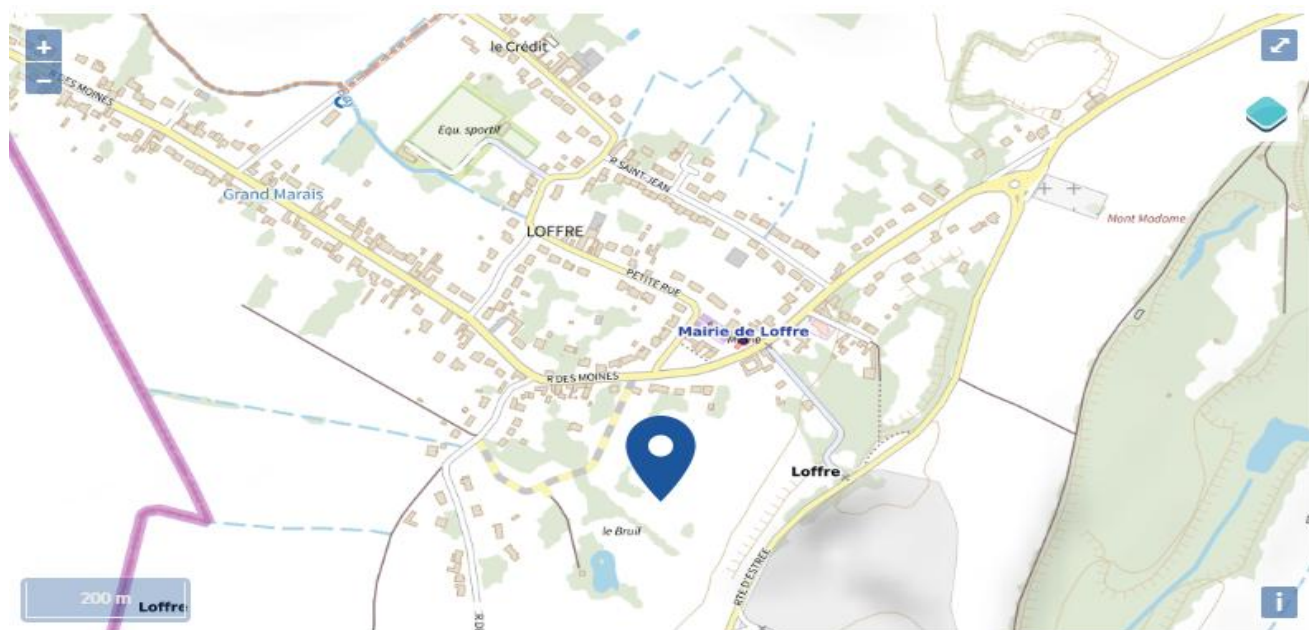 +
le Crédit
−
R DES MOINES
Equ. sportif
R SAINT-JEAN
Grand Marais
Mont Madame
LOFFRE
PETITE RUE
Mairie de Loffre
Mairie
R DES MOINES
Loffre
le Bruil
RTE D'ESTREE
200 m
Loffre
i